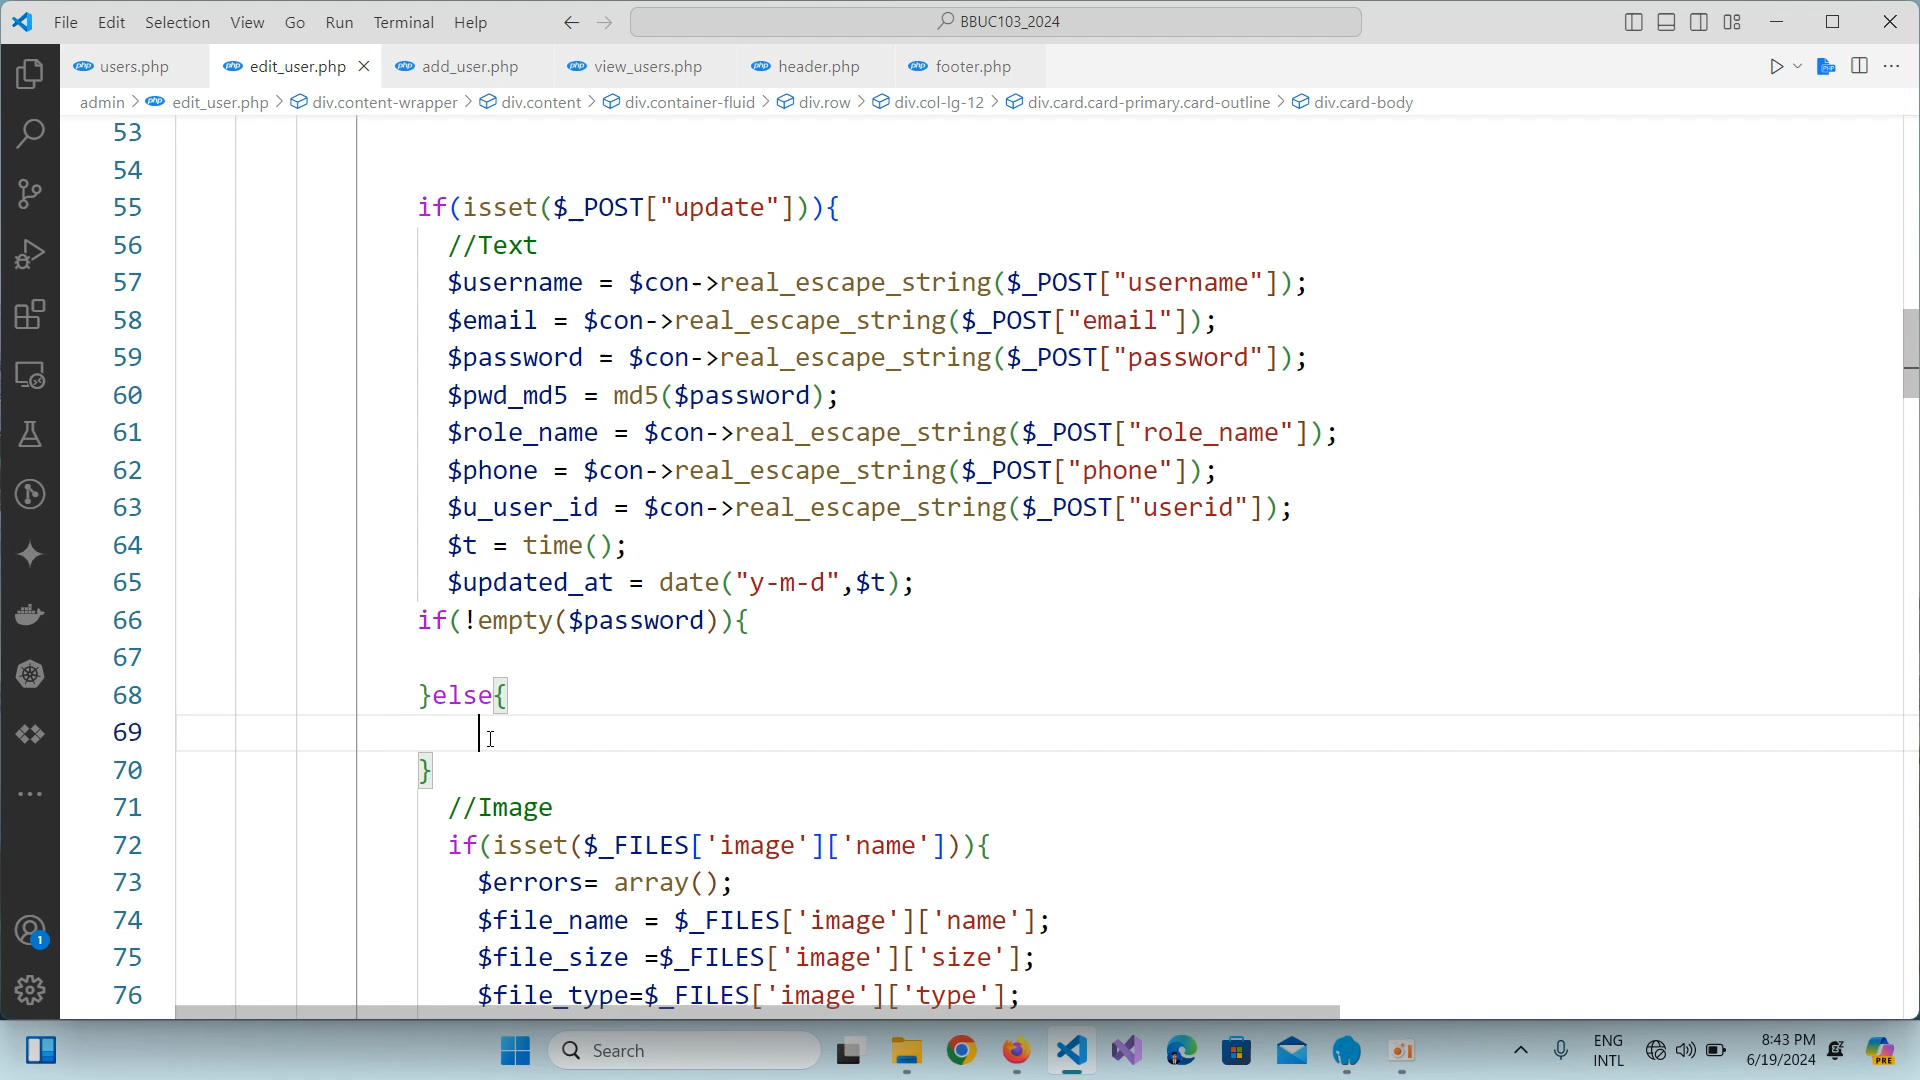 File Edit Selection View Go Run Terminal Help BBUC103_2024
users.php edit_user.php add_user.php view_users.php header.php footer.php
admin > edit_user.php > div.content-wrapper > div.content > div.container-fluid > div.row > div.col-lg-12 > div.card.card-primary.card-outline > div.card-body
53
54
55 if(isset($_POST["update"])){
56 //Text
57 $username = $con->real_escape_string($_POST["username"]);
58 $email = $con->real_escape_string($_POST["email"]);
59 $password = $con->real_escape_string($_POST["password"]);
60 $pwd_md5 = md5($password);
61 $role_name = $con->real_escape_string($_POST["role_name"]);
62 $phone = $con->real_escape_string($_POST["phone"]);
63 $u_user_id = $con->real_escape_string($_POST["userid"]);
64 $t = time();
65 $updated_at = date("y-m-d",$t);
66 if(!empty($password)){
67
68 }else{
69
70 }
71 //Image
72 if(isset($_FILES['image']['name'])){
73 $errors= array();
74 $file_name = $_FILES['image']['name'];
75 $file_size =$_FILES['image']['size'];
76 $file_type=$_FILES['image']['type'];
1
Search
ENG
INTL
8:43 PM
6/19/2024
PRE